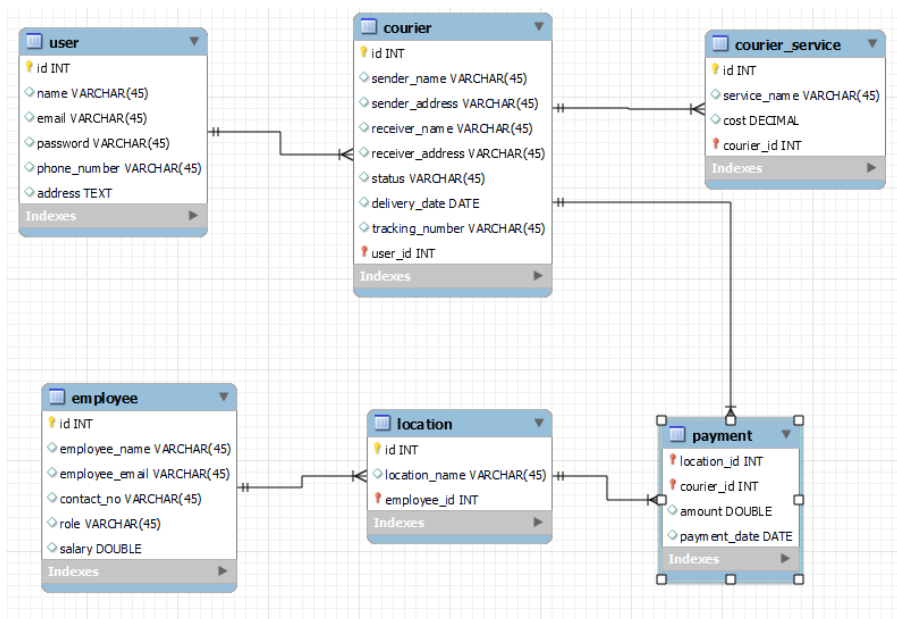 user
id INT
name VARCHAR(45)
email VARCHAR(45)
password VARCHAR(45)
phone_number VARCHAR(45)
address TEXT
Indexes
courier
id INT
sender_name VARCHAR(45)
sender_address VARCHAR(45)
receiver_name VARCHAR(45)
receiver_address VARCHAR(45)
status VARCHAR(45)
delivery_date DATE
tracking_number VARCHAR(45)
user_id INT
Indexes
courier_service
id INT
service_name VARCHAR(45)
cost DECIMAL
courier_id INT
Indexes
employee
id INT
employee_name VARCHAR(45)
employee_email VARCHAR(45)
contact_no VARCHAR(45)
role VARCHAR(45)
salary DOUBLE
Indexes
location
id INT
location_name VARCHAR(45)
employee_id INT
Indexes
payment
location_id INT
courier_id INT
amount DOUBLE
payment_date DATE
Indexes